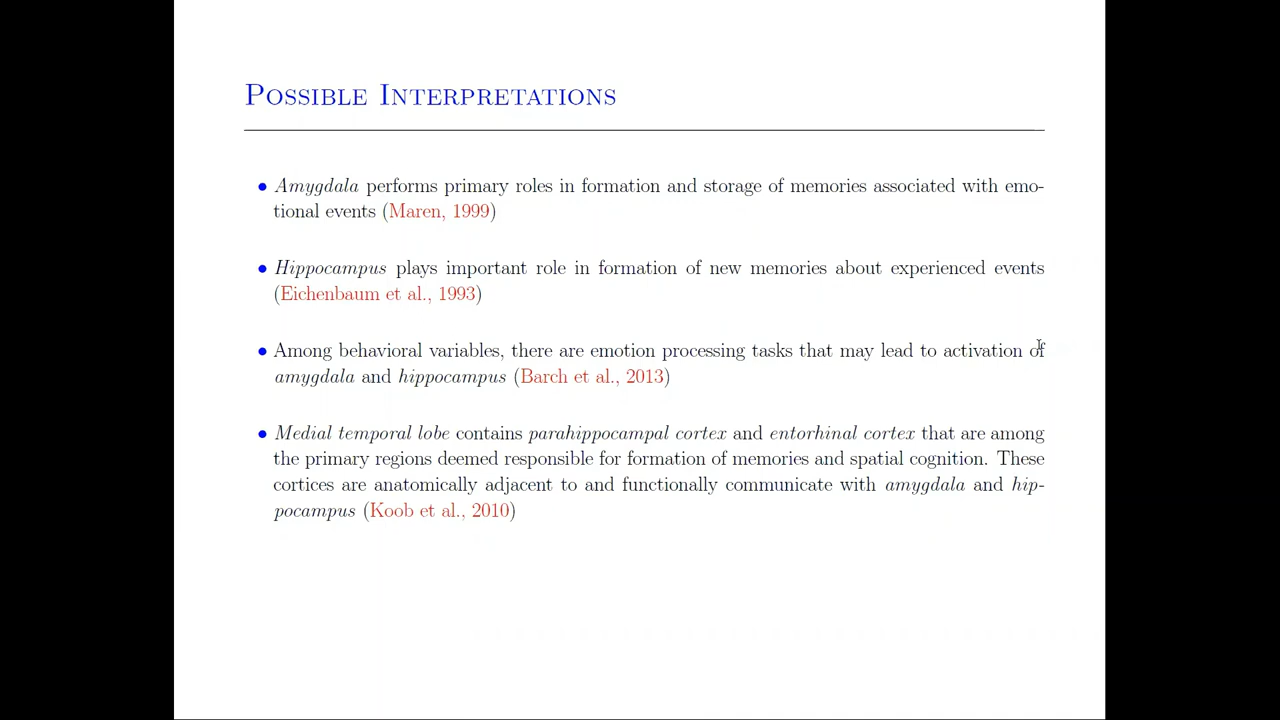 Possible Interpretations
• Amygdala performs primary roles in formation and storage of memories associated with emo-
tional events (Maren, 1999)
• Hippocampus plays important role in formation of new memories about experienced events
(Eichenbaum et al., 1993)
• Among behavioral variables, there are emotion processing tasks that may lead to activation of
amygdala and hippocampus (Barch et al., 2013)
• Medial temporal lobe contains parahippocampal cortex and entorhinal cortex that are among
the primary regions deemed responsible for formation of memories and spatial cognition. These
cortices are anatomically adjacent to and functionally communicate with amygdala and hip-
pocampus (Koob et al., 2010)